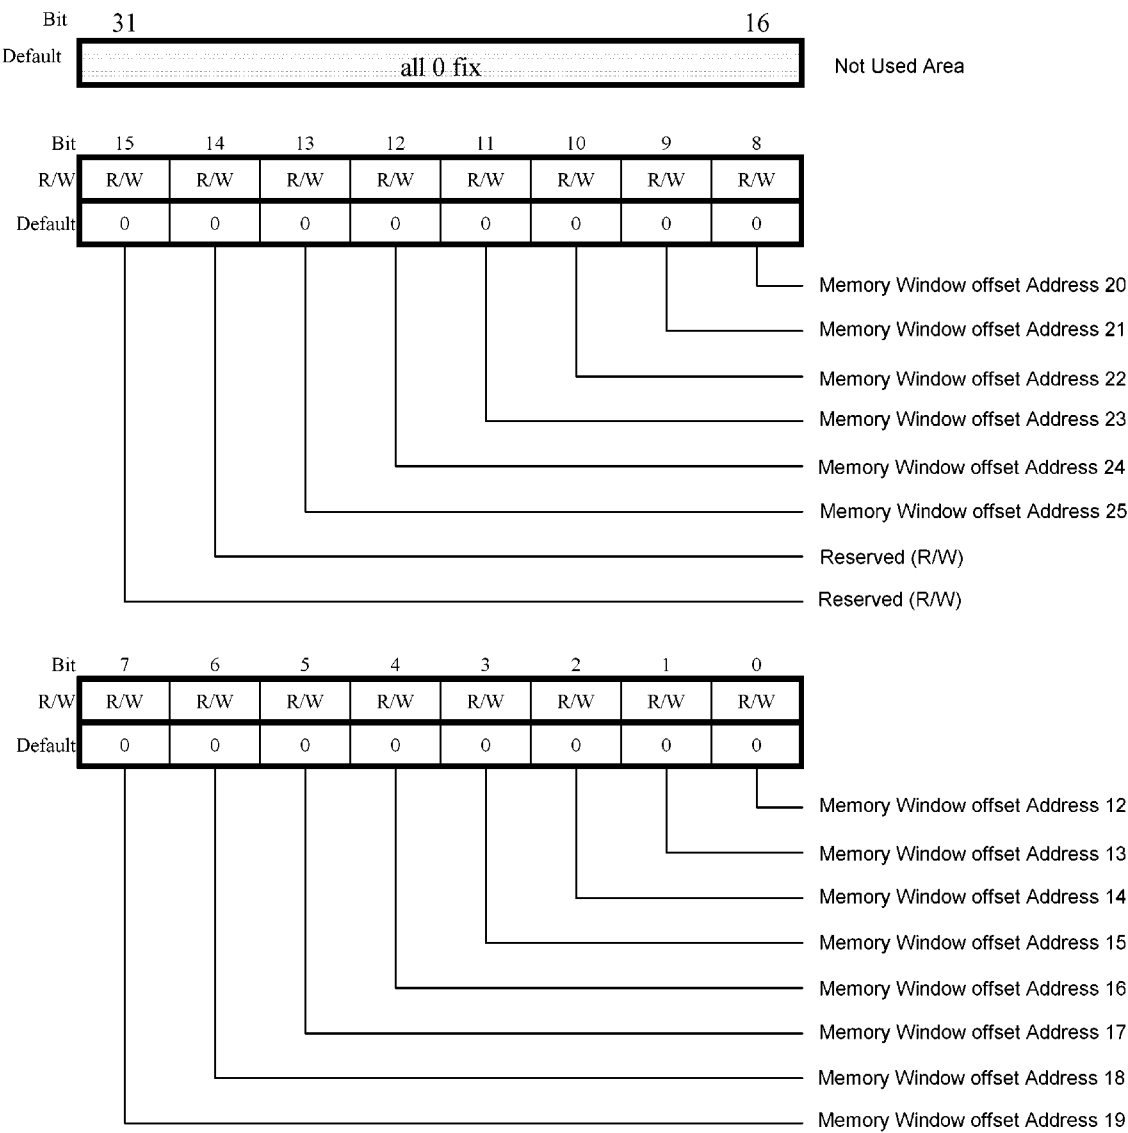 Bit 31 16
Default all 0 fix Not Used Area
Bit 15 14 13 12 11 10 9 8
R/W R/W R/W R/W R/W R/W R/W R/W R/W
Default 0 0 0 0 0 0 0 0
Memory Window offset Address 20
Memory Window offset Address 21
Memory Window offset Address 22
Memory Window offset Address 23
Memory Window offset Address 24
Memory Window offset Address 25
Reserved (R/W)
Reserved (R/W)
Bit 7 6 5 4 3 2 1 0
R/W R/W R/W R/W R/W R/W R/W R/W R/W
Default 0 0 0 0 0 0 0 0
Memory Window offset Address 12
Memory Window offset Address 13
Memory Window offset Address 14
Memory Window offset Address 15
Memory Window offset Address 16
Memory Window offset Address 17
Memory Window offset Address 18
Memory Window offset Address 19